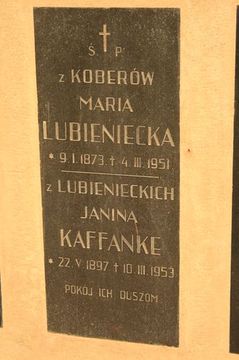 Ś. † P.
z KOBERÓW
MARIA
LUBIENIECKA
* 9.I.1873 † 4.III.1951
z LUBIENIECKICH
JANINA
KAFFANKE
* 22.V.1897 † 10.III.1953
POKÓJ ICH DUSZOM